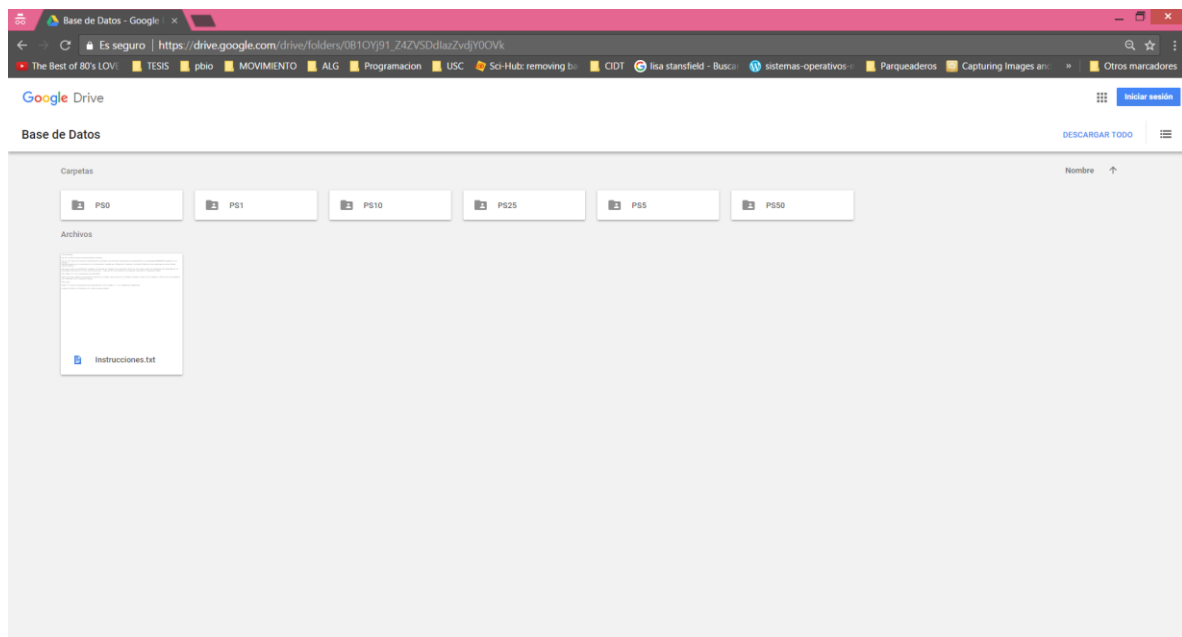 Base de Datos - Google
Es seguro | https://drive.google.com/drive/folders/0B1OYj91_Z4ZVSDdIazZvdjY0OVk
The Best of 80's LOVE TESIS pbio MOVIMIENTO ALG Programacion USC Sci-Hub: removing ba CIDT lisa stansfield - Busca sistemas-operativos- Parqueaderos Capturing Images and » Otros marcadores
Google Drive Iniciar sesión
Base de Datos DESCARGAR TODO
Carpetas Nombre
PS0 PS1 PS10 PS25 PS5 PS50
Archivos
Instrucciones.txt